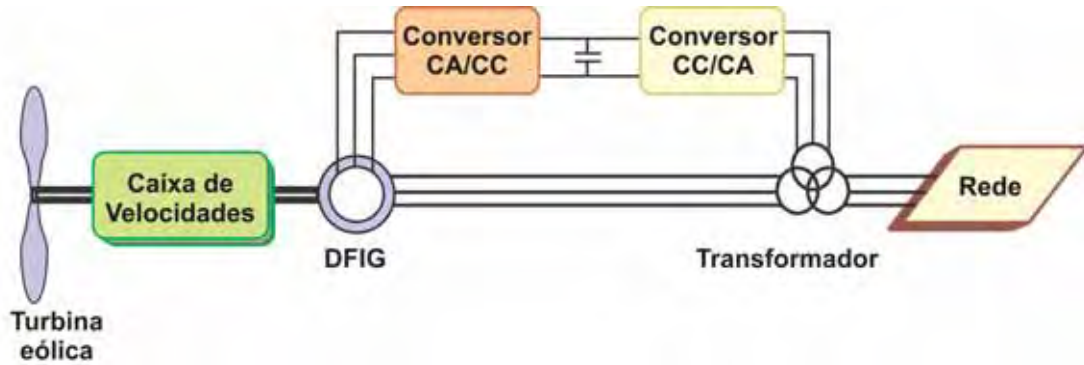 Conversor
CA/CC
Conversor
CC/CA
Caixa de
Velocidades
Rede
DFIG
Transformador
Turbina
eólica